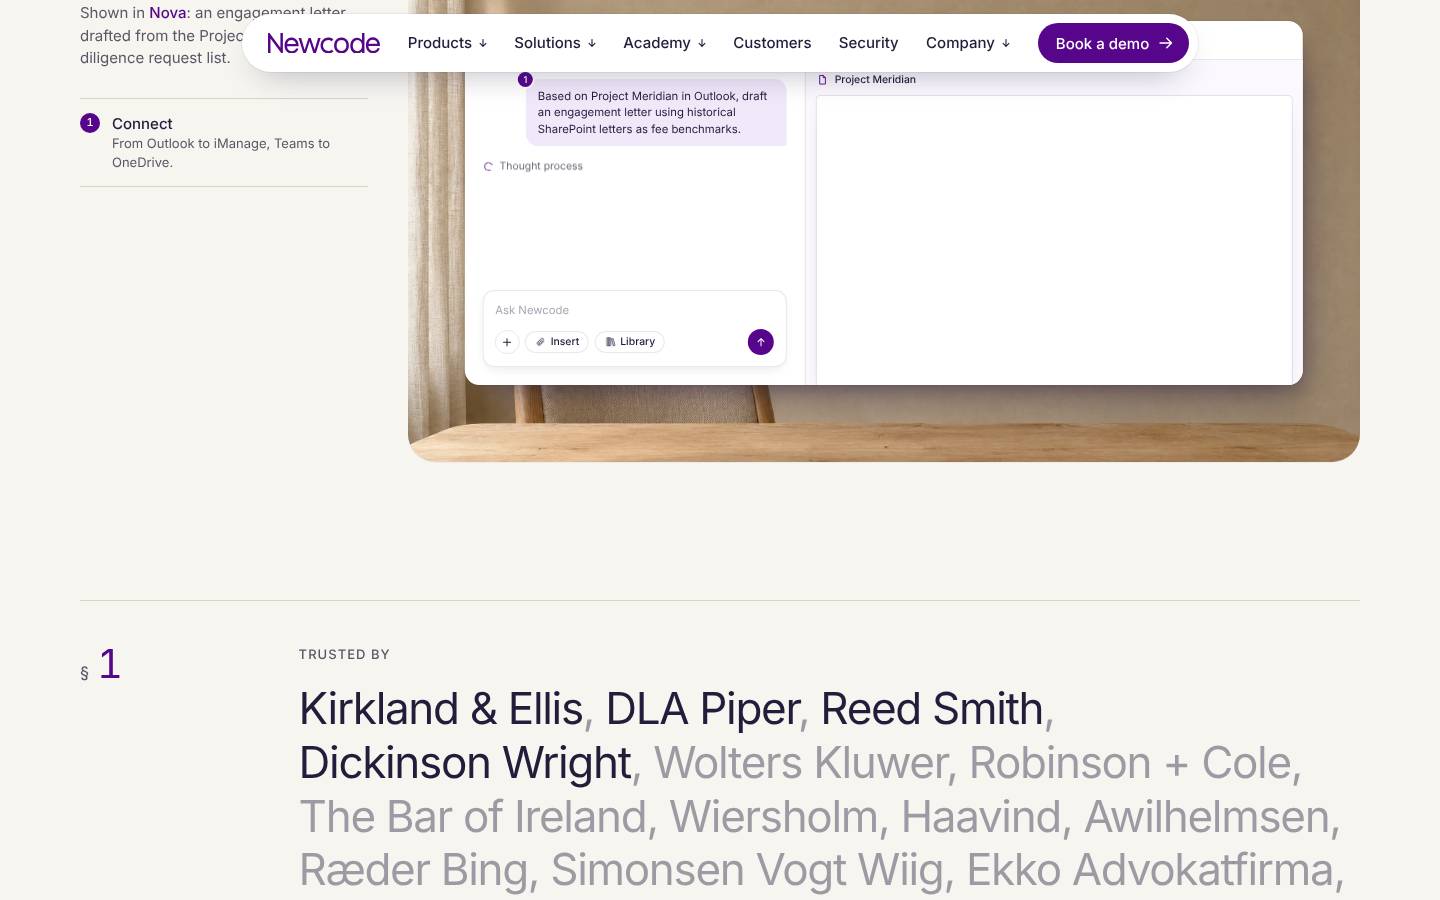 Shown in Nova: an engagement letter
drafted from the Projec
diligence request list.
Newcode
Products ↓
Solutions ↓
Academy ↓
Customers
Security
Company ↓
Book a demo →
1
Connect
From Outlook to iManage, Teams to
OneDrive.
1
Based on Project Meridian in Outlook, draft
an engagement letter using historical
SharePoint letters as fee benchmarks.
Thought process
Ask Newcode
+
Insert
Library
Project Meridian
§ 1
TRUSTED BY
Kirkland & Ellis, DLA Piper, Reed Smith,
Dickinson Wright, Wolters Kluwer, Robinson + Cole,
The Bar of Ireland, Wiersholm, Haavind, Awilhelmsen,
Ræder Bing, Simonsen Vogt Wiig, Ekko Advokatfirma,